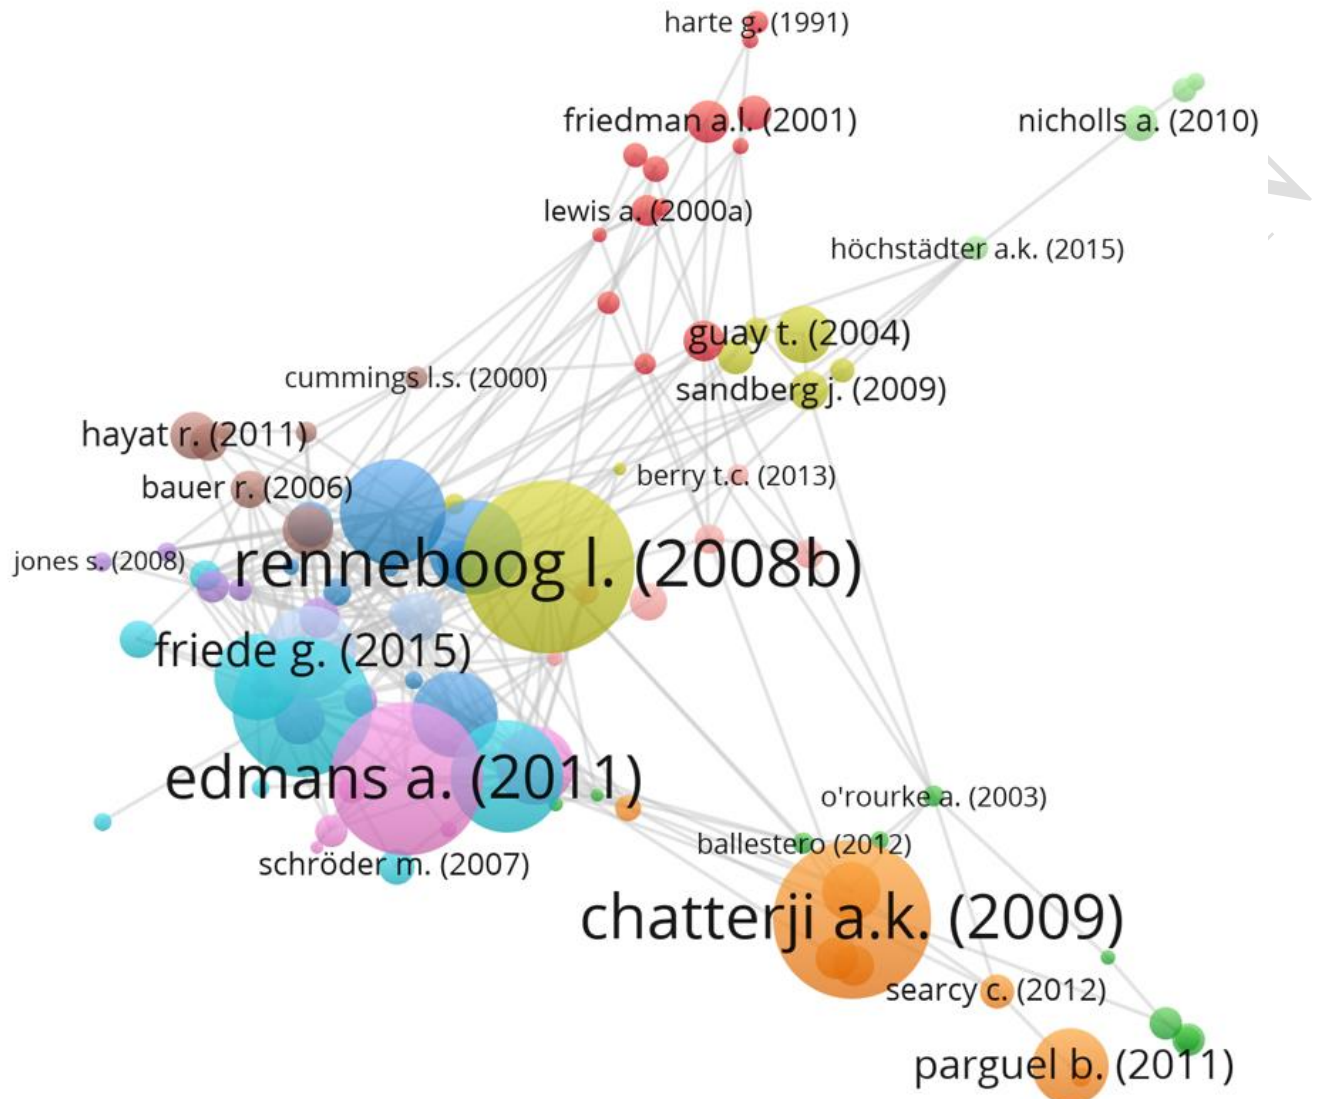 harte g. (1991)
friedman a.l. (2001)
nicholls a. (2010)
lewis a. (2000a)
höchstädter a.k. (2015)
guay t. (2004)
cummings l.s. (2000)
sandberg j. (2009)
hayat r. (2011)
berry t.c. (2013)
bauer r. (2006)
jones s. (2008)
renneboog l. (2008b)
friede g. (2015)
edmans a. (2011)
o'rourke a. (2003)
ballestero (2012)
schröder m. (2007)
chatterji a.k. (2009)
searcy c. (2012)
parguel b. (2011)